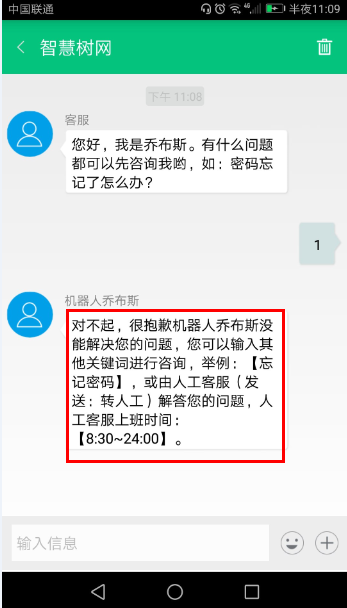 中国联通 4G 半夜11:09
智慧树网
下午 11:08
客服
您好，我是乔布斯。有什么问题
都可以先咨询我哟，如：密码忘
记了怎么办？
1
机器人乔布斯
对不起，很抱歉机器人乔布斯没
能解决您的问题，您可以输入其
他关键词进行咨询，举例：【忘
记密码】，或由人工客服（发
送：转人工）解答您的问题，人
工客服上班时间：
【8:30~24:00】。
输入信息